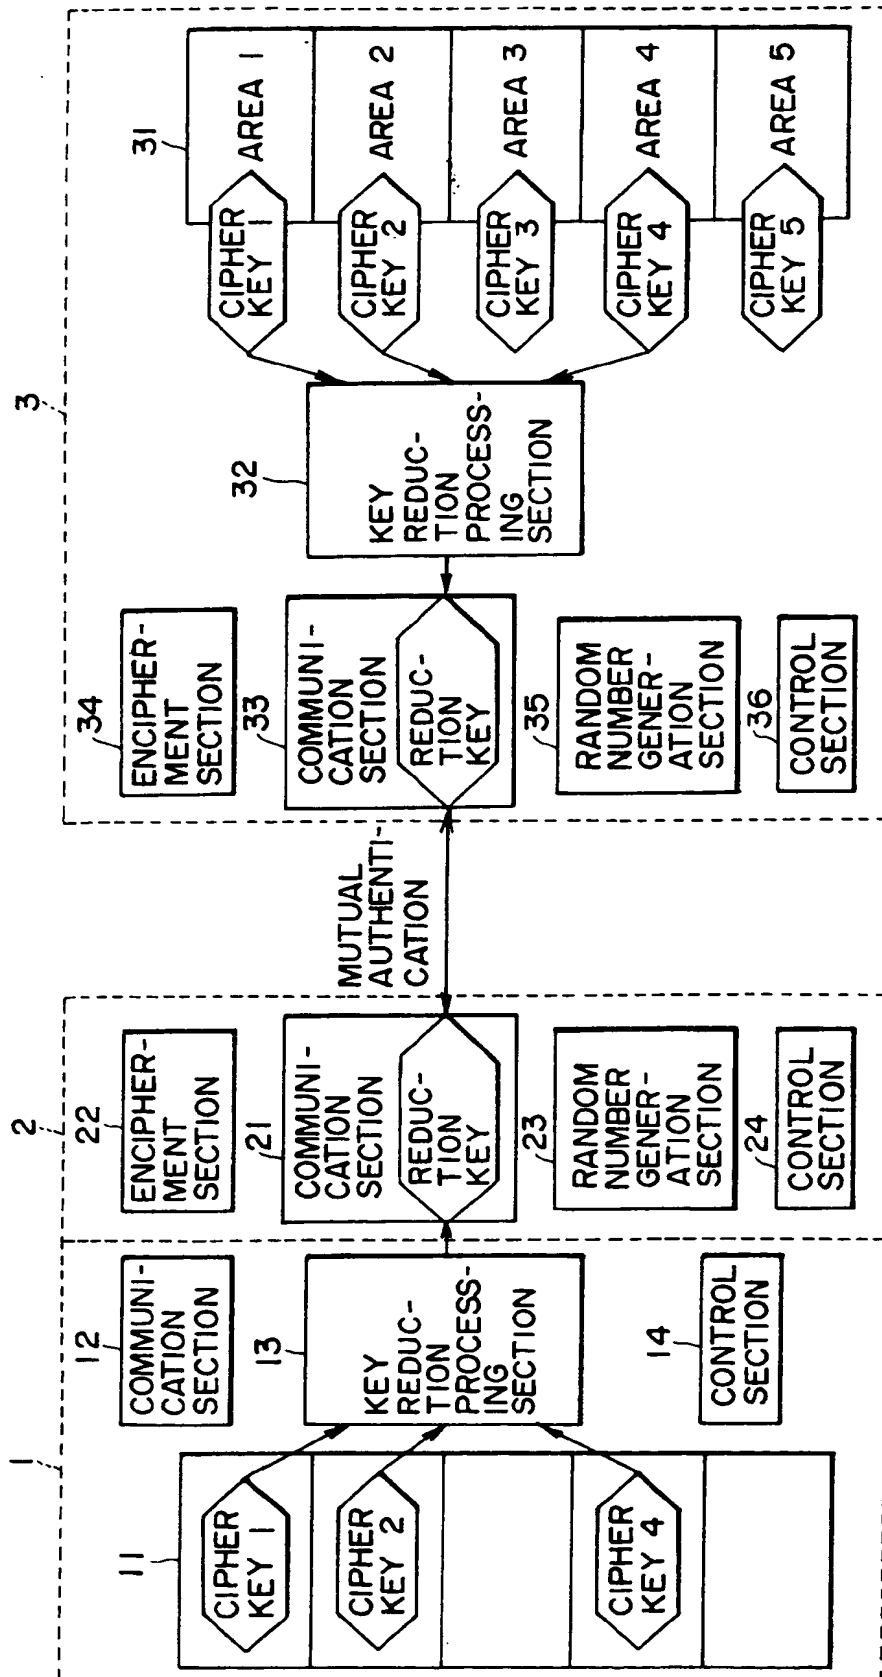 1
11
CIPHER
KEY 1
CIPHER
KEY 2
CIPHER
KEY 4
12
COMMUNI-
CATION
SECTION
13
KEY
REDUC-
TION
PROCESS-
ING
SECTION
14
CONTROL
SECTION
2
22
ENCIPHER-
MENT
SECTION
21
COMMUNI-
CATION
SECTION
REDUC-
TION
KEY
23
RANDOM
NUMBER
GENER-
ATION
SECTION
24
CONTROL
SECTION
MUTUAL
AUTHENTI-
CATION
3
34
ENCIPHER-
MENT
SECTION
33
COMMUNI-
CATION
SECTION
REDUC-
TION
KEY
35
RANDOM
NUMBER
GENER-
ATION
SECTION
36
CONTROL
SECTION
32
KEY
REDUC-
TION
PROCESS-
ING
SECTION
31
CIPHER
KEY 1
AREA 1
CIPHER
KEY 2
AREA 2
CIPHER
KEY 3
AREA 3
CIPHER
KEY 4
AREA 4
CIPHER
KEY 5
AREA 5